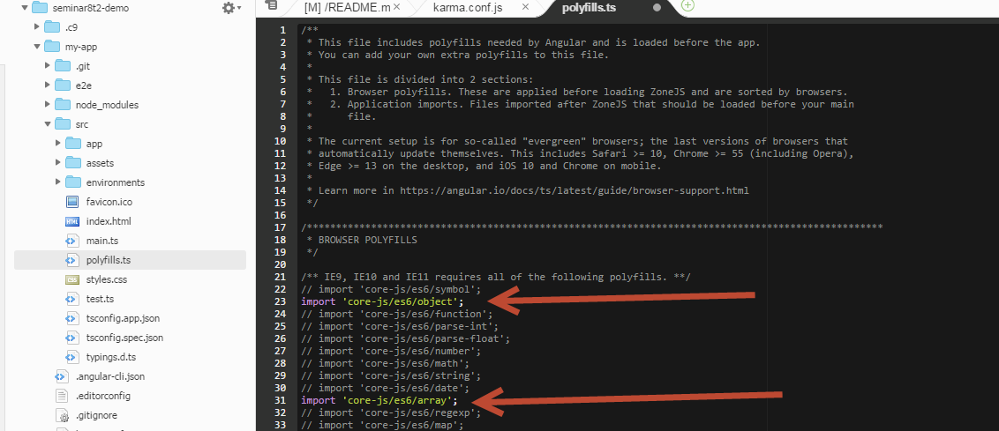 seminar8t2-demo
.c9
my-app
.git
e2e
node_modules
src
app
assets
environments
favicon.ico
index.html
main.ts
polyfills.ts
styles.css
test.ts
tsconfig.app.json
tsconfig.spec.json
typings.d.ts
.angular-cli.json
.editorconfig
.gitignore
[M] /README.m
karma.conf.js
polyfills.ts
1 /**
2  * This file includes polyfills needed by Angular and is loaded before the app.
3  * You can add your own extra polyfills to this file.
4  *
5  * This file is divided into 2 sections:
6  *   1. Browser polyfills. These are applied before loading ZoneJS and are sorted by browsers.
7  *   2. Application imports. Files imported after ZoneJS that should be loaded before your main
8  *      file.
9  *
10  * The current setup is for so-called "evergreen" browsers; the last versions of browsers that
11  * automatically update themselves. This includes Safari >= 10, Chrome >= 55 (including Opera),
12  * Edge >= 13 on the desktop, and iOS 10 and Chrome on mobile.
13  *
14  * Learn more in https://angular.io/docs/ts/latest/guide/browser-support.html
15  */
16
17 /***************************************************************************************************
18  * BROWSER POLYFILLS
19  */
20
21 /** IE9, IE10 and IE11 requires all of the following polyfills. **/
22 // import 'core-js/es6/symbol';
23 import 'core-js/es6/object';
24 // import 'core-js/es6/function';
25 // import 'core-js/es6/parse-int';
26 // import 'core-js/es6/parse-float';
27 // import 'core-js/es6/number';
28 // import 'core-js/es6/math';
29 // import 'core-js/es6/string';
30 // import 'core-js/es6/date';
31 import 'core-js/es6/array';
32 // import 'core-js/es6/regexp';
33 // import 'core-js/es6/map';